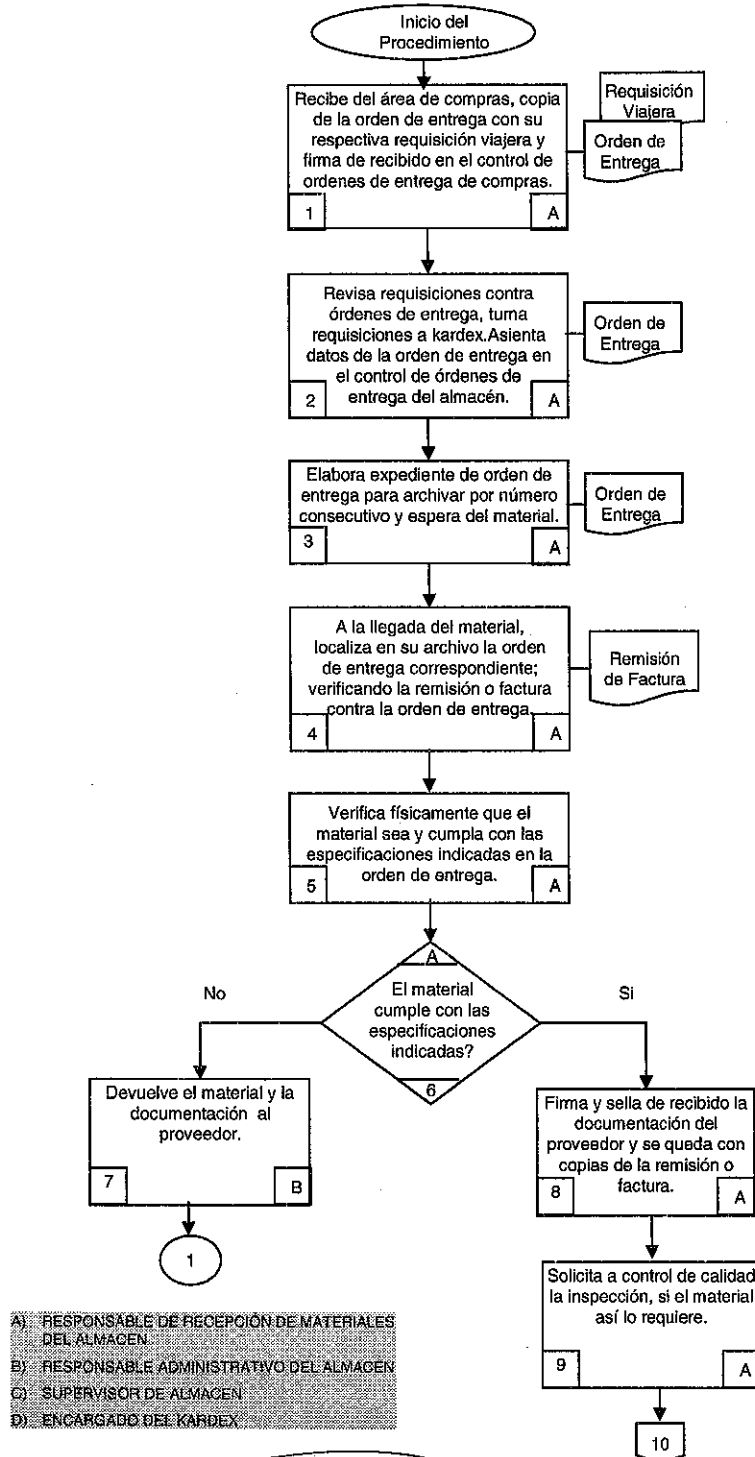 Inicio del
Procedimiento
Recibe del área de compras, copia
de la orden de entrega con su
respectiva requisición viajera y
firma de recibido en el control de
ordenes de entrega de compras.
1
A
Requisición
Viajera
Orden de
Entrega
Revisa requisiciones contra
órdenes de entrega, turna
requisiciones a kardex.Asienta
datos de la orden de entrega en
el control de órdenes de
entrega del almacén.
2
A
Orden de
Entrega
Elabora expediente de orden de
entrega para archivar por número
consecutivo y espera del material.
3
A
Orden de
Entrega
A la llegada del material,
localiza en su archivo la orden
de entrega correspondiente;
verificando la remisión o factura
contra la orden de entrega.
4
A
Remisión
de Factura
Verifica físicamente que el
material sea y cumpla con las
especificaciones indicadas en la
orden de entrega.
5
A
A
El material
cumple con las
especificaciones
indicadas?
6
No
Si
Devuelve el material y la
documentación al
proveedor.
7
B
1
Firma y sella de recibido la
documentación del
proveedor y se queda con
copias de la remisión o
factura.
8
A
Solicita a control de calidad
la inspección, si el material
así lo requiere.
9
A
10
A) RESPONSABLE DE RECEPCIÓN DE MATERIALES
DEL ALMACEN
B) RESPONSABLE ADMINISTRATIVO DEL ALMACEN
C) SUPERVISOR DE ALMACEN
D) ENCARGADO DEL KARDEX